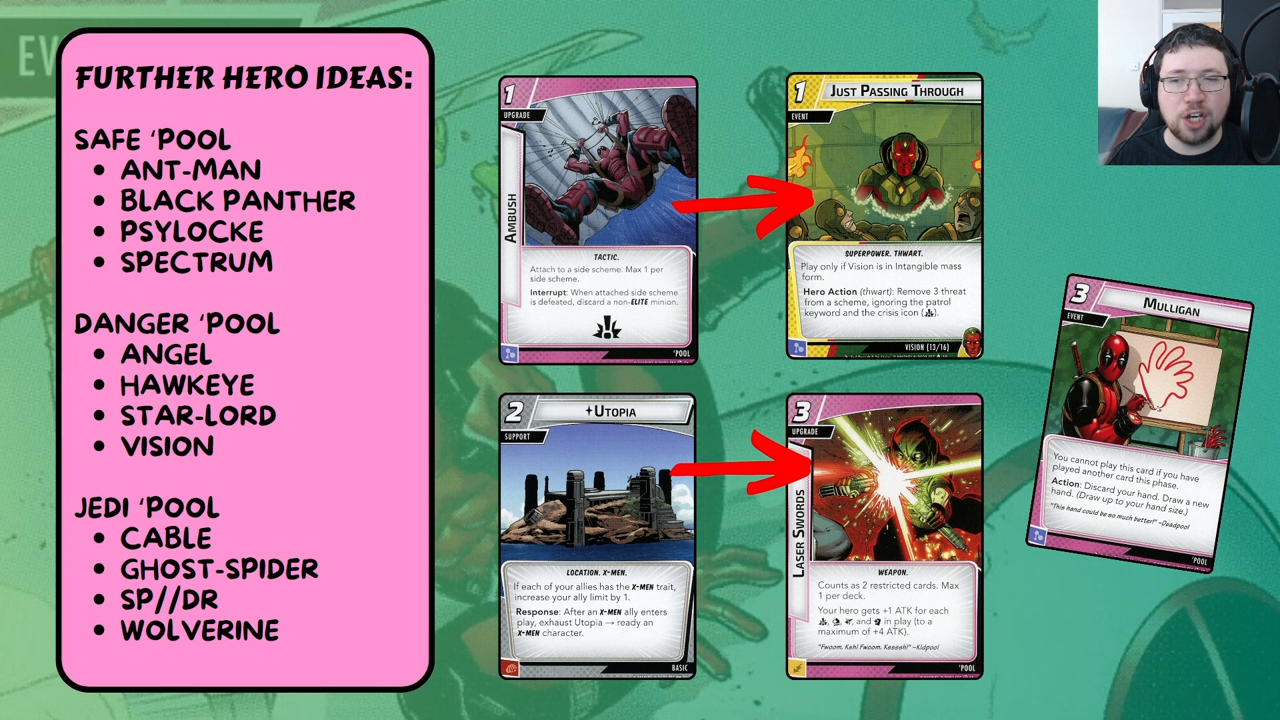 EV
FURTHER HERO IDEAS:
SAFE ‘POOL
• ANT-MAN
• BLACK PANTHER
• PSYLOCKE
• SPECTRUM
DANGER ‘POOL
• ANGEL
• HAWKEYE
• STAR-LORD
• VISION
JEDI ‘POOL
• CABLE
• GHOST-SPIDER
• SP//DR
• WOLVERINE
1
UPGRADE
AMBUSH
TACTIC.
Attach to a side scheme. Max 1 per
side scheme.
Interrupt: When attached side scheme
is defeated, discard a non-ELITE minion.
'POOL
1
JUST PASSING THROUGH
EVENT
SUPERPOWER. THWART.
Play only if Vision is in Intangible mass
form.
Hero Action (thwart): Remove 3 threat
from a scheme, ignoring the patrol
keyword and the crisis icon ().
VISION (13/16)
2
UTOPIA
SUPPORT
LOCATION. X-MEN.
If each of your allies has the X-MEN trait,
increase your ally limit by 1.
Response: After an X-MEN ally enters
play, exhaust Utopia → ready an
X-MEN character.
BASIC
3
UPGRADE
LASER SWORDS
WEAPON.
Counts as 2 restricted cards. Max
1 per deck.
Your hero gets +1 ATK for each
, , , and in play (to a
maximum of +4 ATK).
"Fwoom. Ksh! Fwoom. Kssssh!" –Kidpool
'POOL
3
MULLIGAN
EVENT
You cannot play this card if you have
played another card this phase.
Action: Discard your hand. Draw a new
hand. (Draw up to your hand size.)
"This hand could be so much better!" –Deadpool
'POOL